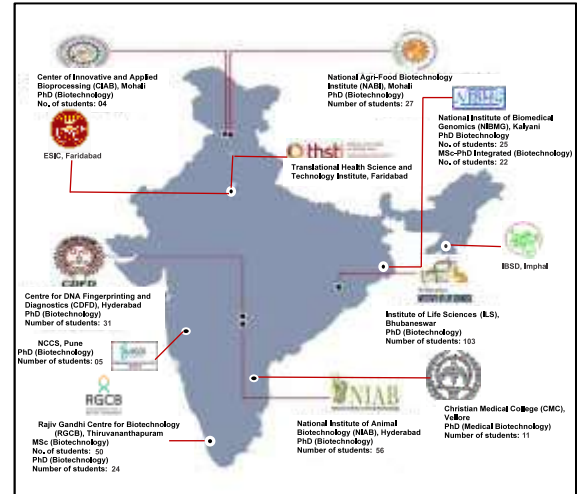 Center of Innovative and Applied
Bioprocessing (CIAB), Mohali
PhD (Biotechnology)
No. of students: 04
National Agri-Food Biotechnology
Institute (NABI), Mohali
PhD (Biotechnology)
Number of students: 27
NIBMG
National Institute of Biomedical
Genomics (NIBMG), Kalyani
PhD Biotechnology
No. of students: 25
MSc-PhD Integrated (Biotechnology)
No. of students: 22
ESIC, Faridabad
thsti
Translational Health Science and
Technology Institute, Faridabad
IBSD, Imphal
CDFD
Centre for DNA Fingerprinting and
Diagnostics (CDFD), Hyderabad
PhD (Biotechnology)
Number of students: 31
Institute of Life Sciences (ILS),
Bhubaneswar
PhD (Biotechnology)
Number of students: 103
NCCS, Pune
PhD (Biotechnology)
Number of students: 05
RGCB
Rajiv Gandhi Centre for Biotechnology
(RGCB), Thiruvananthapuram
MSc (Biotechnology)
No. of students: 50
PhD (Biotechnology)
Number of students: 24
NIAB
National Institute of Animal
Biotechnology (NIAB), Hyderabad
PhD (Biotechnology)
Number of students: 56
Christian Medical College (CMC),
Vellore
PhD (Medical Biotechnology)
Number of students: 11